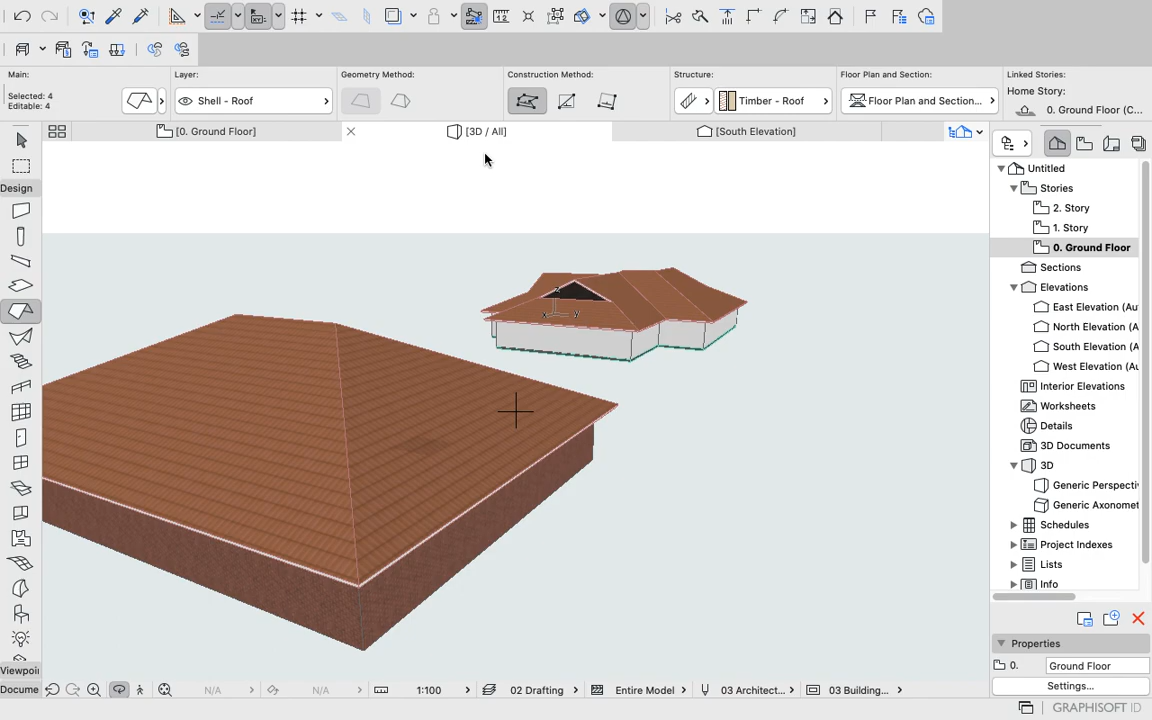 Main:
Selected: 4
Editable: 4
Layer:
Shell - Roof
Geometry Method:
Construction Method:
Structure:
Timber - Roof
Floor Plan and Section:
Floor Plan and Section...
Linked Stories:
Home Story:
0. Ground Floor (C...
[0. Ground Floor]
[3D / All]
[South Elevation]
Design
Viewpoi
Docume
Untitled
Stories
2. Story
1. Story
0. Ground Floor
Sections
Elevations
East Elevation (Au
North Elevation (A
South Elevation (A
West Elevation (Au
Interior Elevations
Worksheets
Details
3D Documents
3D
Generic Perspecti
Generic Axonomet
Schedules
Project Indexes
Lists
Info
Properties
0.
Ground Floor
Settings...
N/A
N/A
1:100
02 Drafting
Entire Model
03 Architect...
03 Building...
GRAPHISOFT ID
z
x
y